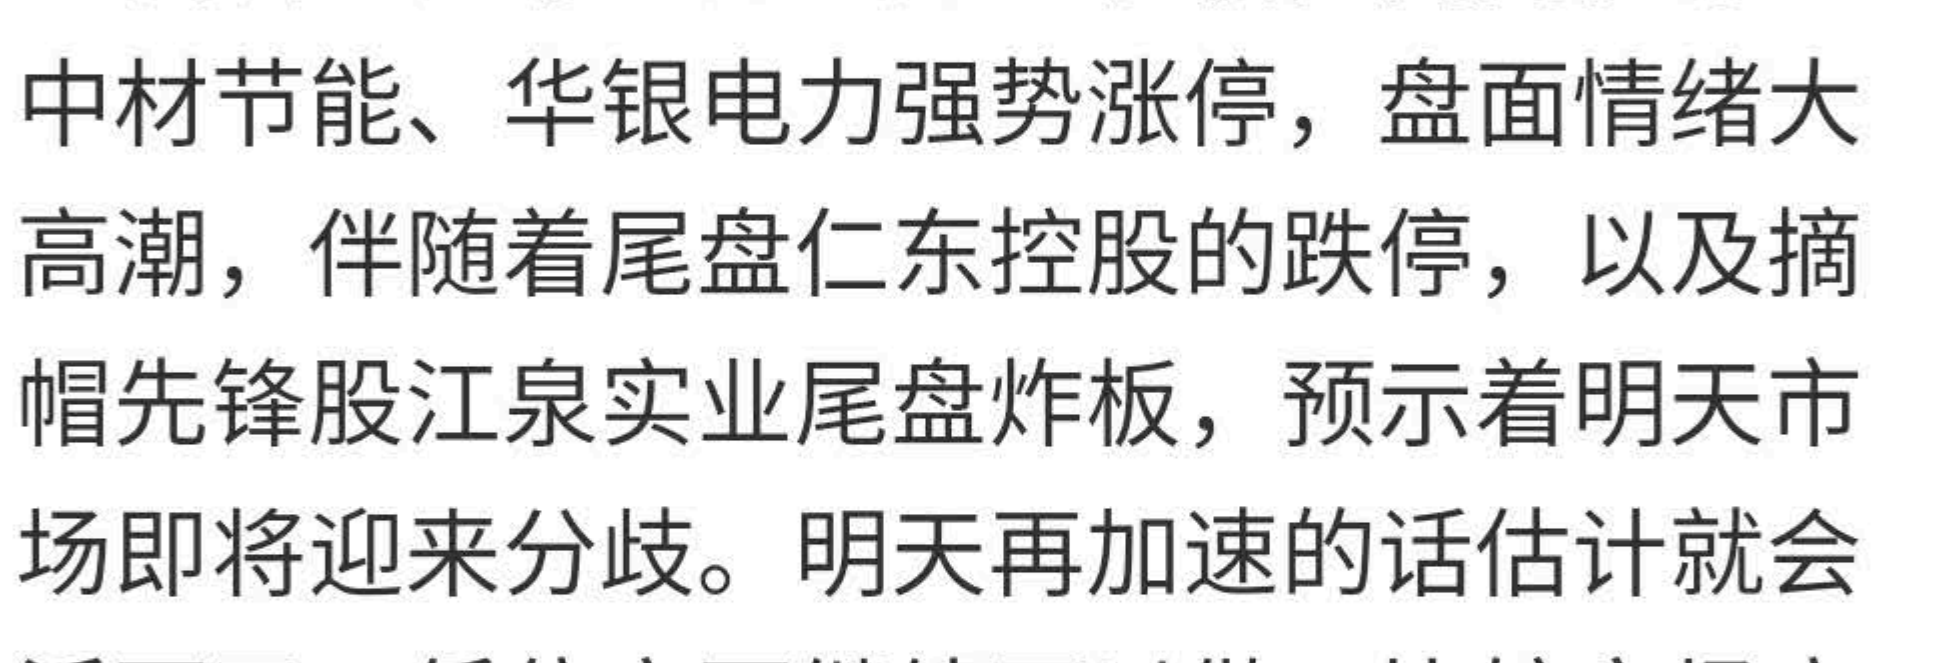 中材节能、华银电力强势涨停，盘面情绪大
高潮，伴随着尾盘仁东控股的跌停，以及摘
帽先锋股江泉实业尾盘炸板，预示着明天市
场即将迎来分歧。明天再加速的话估计就会